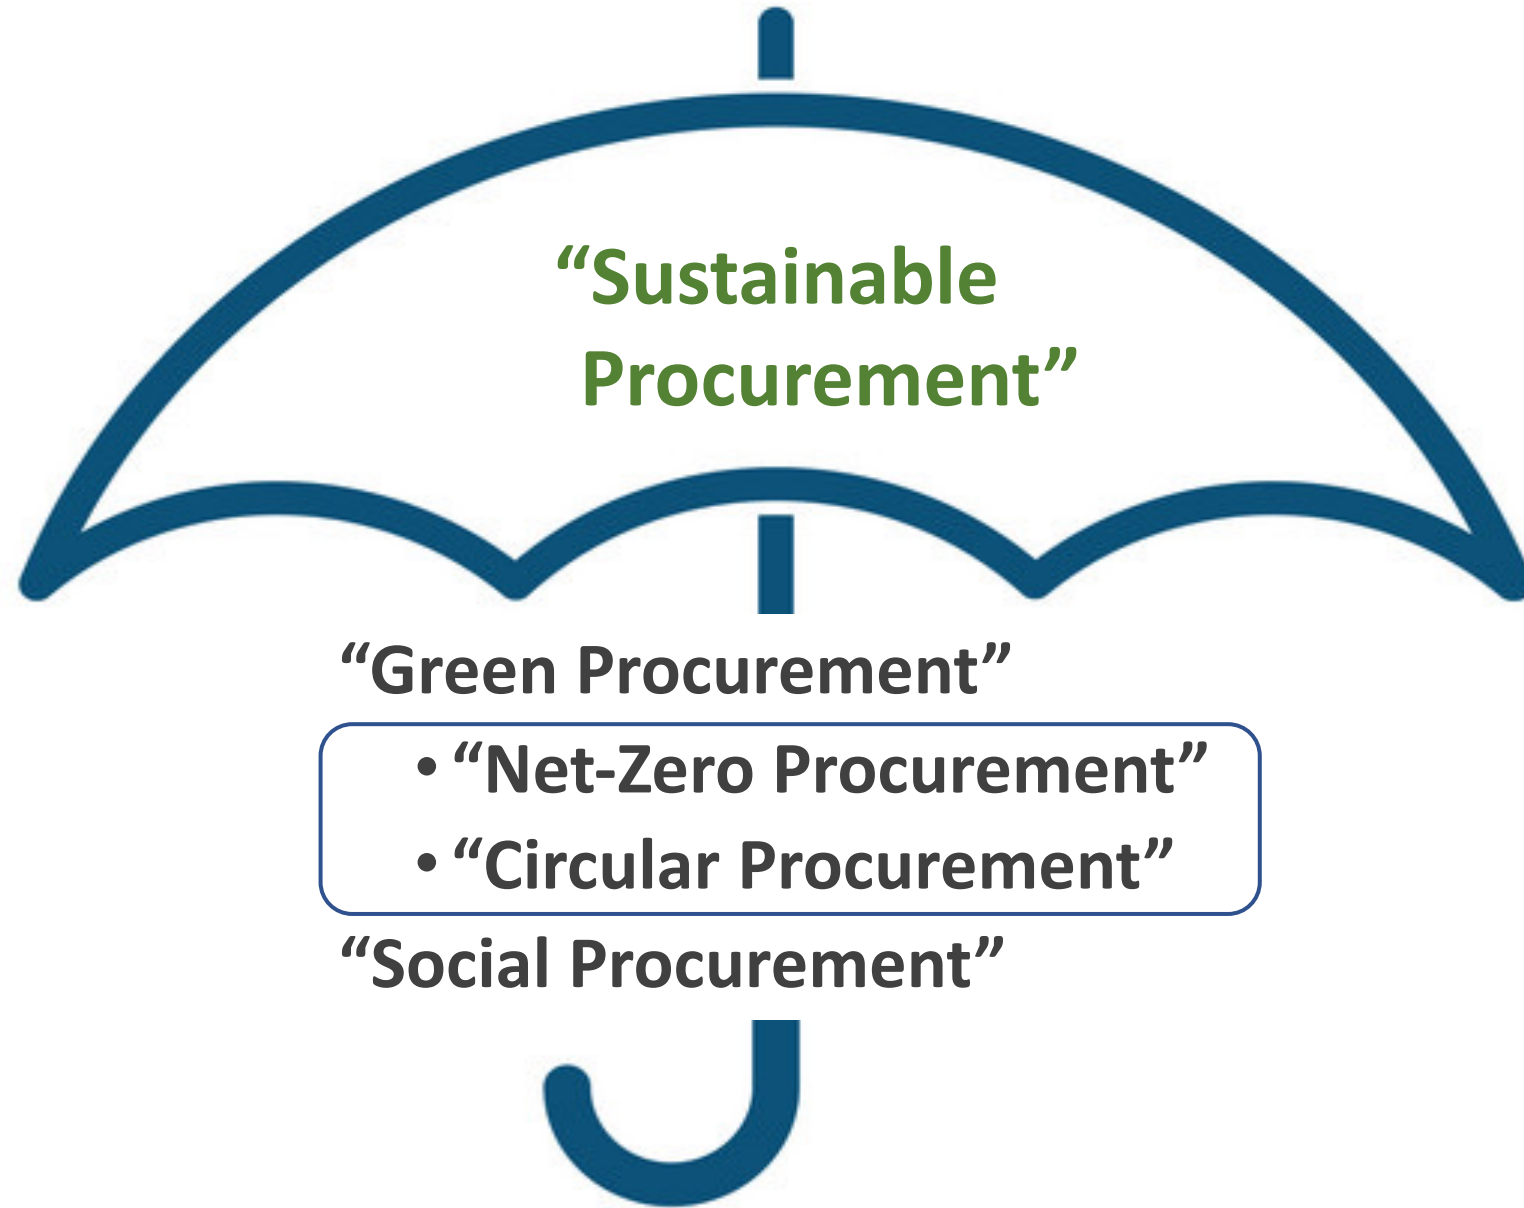 “Sustainable
Procurement”
“Green Procurement”
• “Net-Zero Procurement”
• “Circular Procurement”
“Social Procurement”